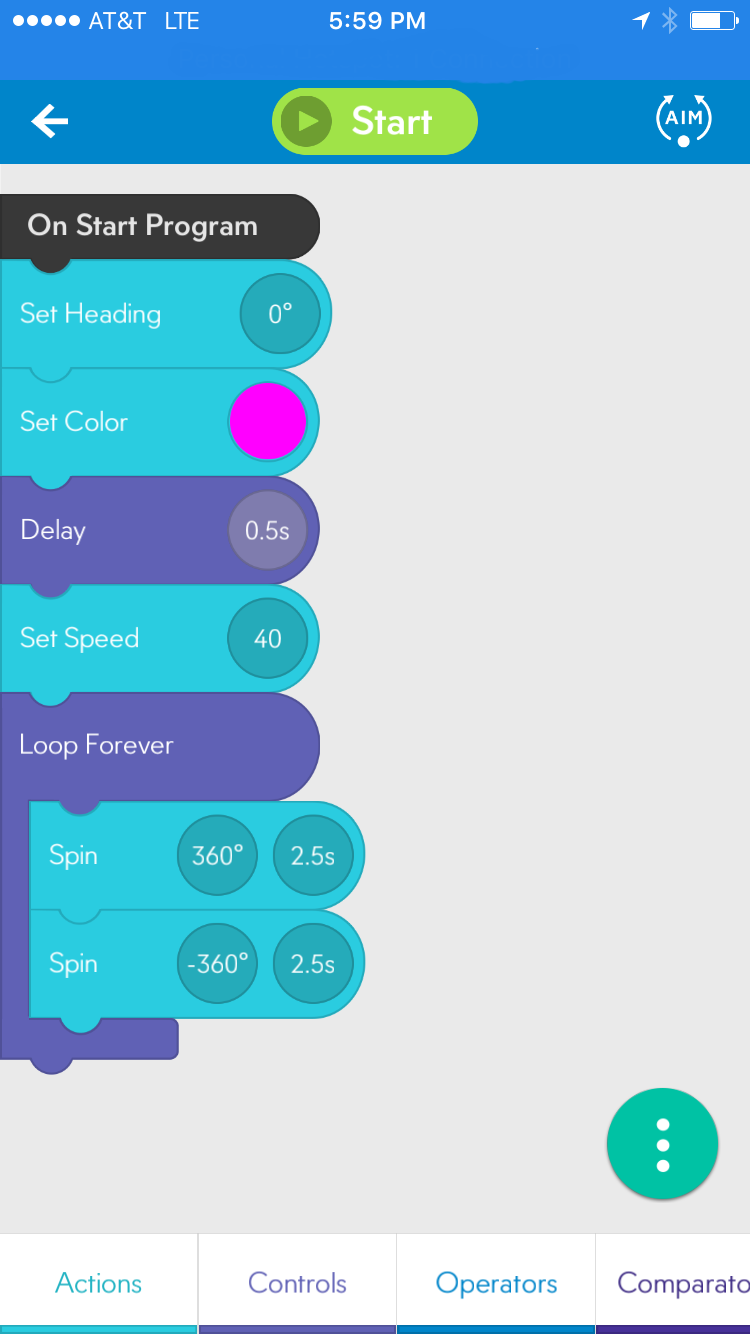 AT&T LTE 5:59 PM
Start
AIM
On Start Program
Set Heading 0°
Set Color
Delay 0.5s
Set Speed 40
Loop Forever
Spin 360° 2.5s
Spin -360° 2.5s
Actions Controls Operators Comparato